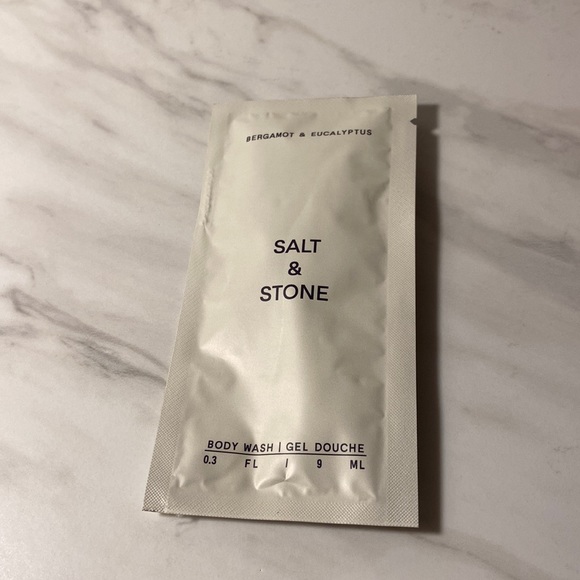 BERGAMOT & EUCALYPTUS
SALT
&
STONE
BODY WASH | GEL DOUCHE
0.3 FL / 9 ML